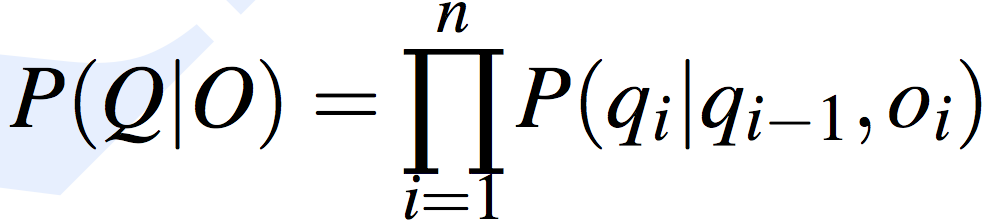 P(Q|O) = ∏_{i=1}^{n} P(q_i|q_{i−1}, o_i)